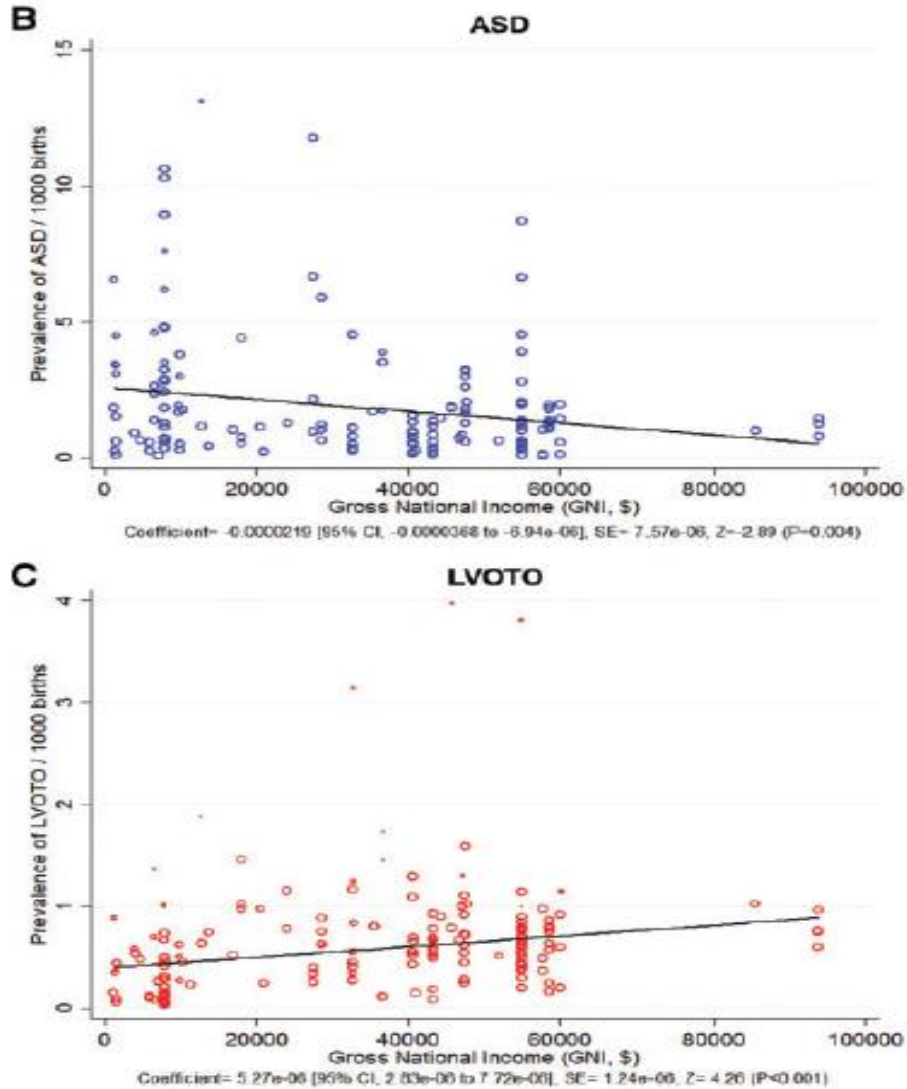 B
ASD
Prevalence of ASD / 1000 births
15
10
5
0
0 20000 40000 60000 80000 100000
Gross National Income (GNI, $)
Coefficient= -0.0000219 [95% CI, -0.0000368 to -6.94e-06], SE= 7.57e-06, Z=-2.89 (P=0.004)
C
LVOTO
Prevalence of LVOTO / 1000 births
4
3
2
1
0
0 20000 40000 60000 80000 100000
Gross National Income (GNI, $)
Coefficient= 5.27e-06 [95% CI, 2.83e-06 to 7.72e-06], SE= 1.24e-06, Z= 4.26 (P<0.001)